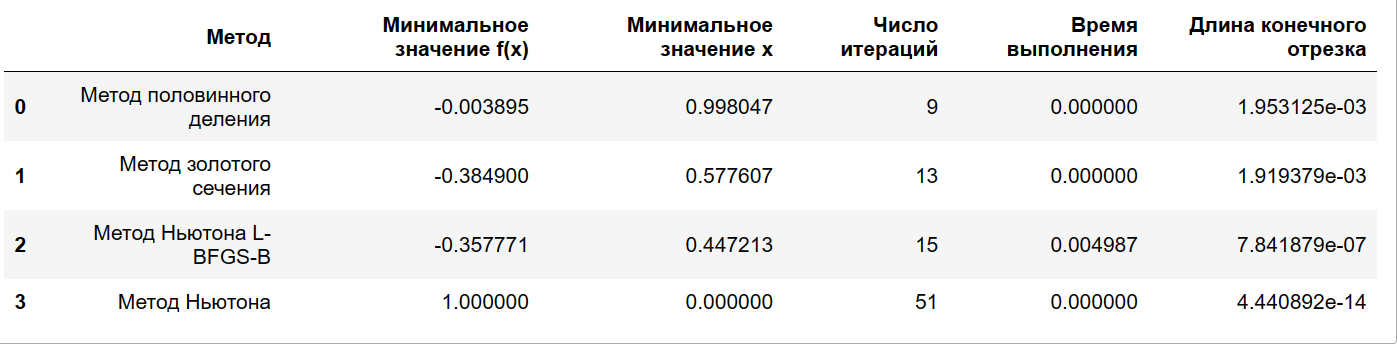 Метод Минимальное значение f(x) Минимальное значение x Число итераций Время выполнения Длина конечного отрезка
0 Метод половинного деления -0.003895 0.998047 9 0.000000 1.953125e-03
1 Метод золотого сечения -0.384900 0.577607 13 0.000000 1.919379e-03
2 Метод Ньютона L-BFGS-B -0.357771 0.447213 15 0.004987 7.841879e-07
3 Метод Ньютона 1.000000 0.000000 51 0.000000 4.440892e-14